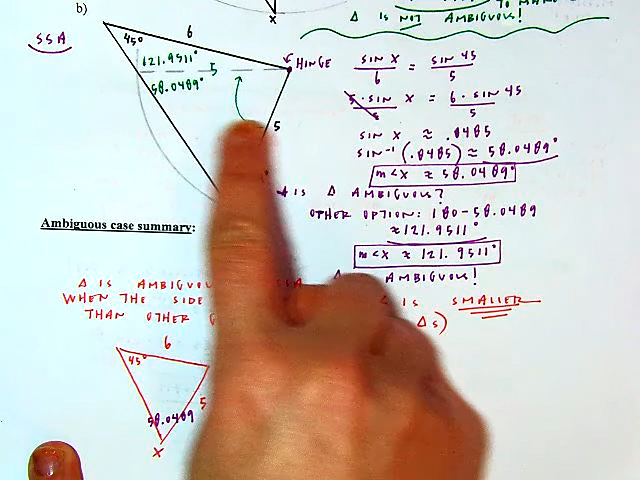 TO MAKE
X
Δ IS NOT AMBIGUOUS!
b)
SSA
45°
6
121.9511°
58.0489°
5
HINGE
5
sin x / 6 = sin 45 / 5
5·sin x / 5 = 6·sin 45 / 5
sin x ≈ .8485
sin⁻¹(.8485) ≈ 58.0489°
m<x ≈ 58.0489°
IS Δ AMBIGUOUS?
OTHER OPTION: 180-58.0489
≈ 121.9511°
m<x ≈ 121.9511°
Δ AMBIGUOUS!
Ambiguous case summary:
Δ IS AMBIGUOU SSA
WHEN THE SIDE Δ IS SMALLER
THAN OTHER G Δs)
6
45°
5
58.0489
X